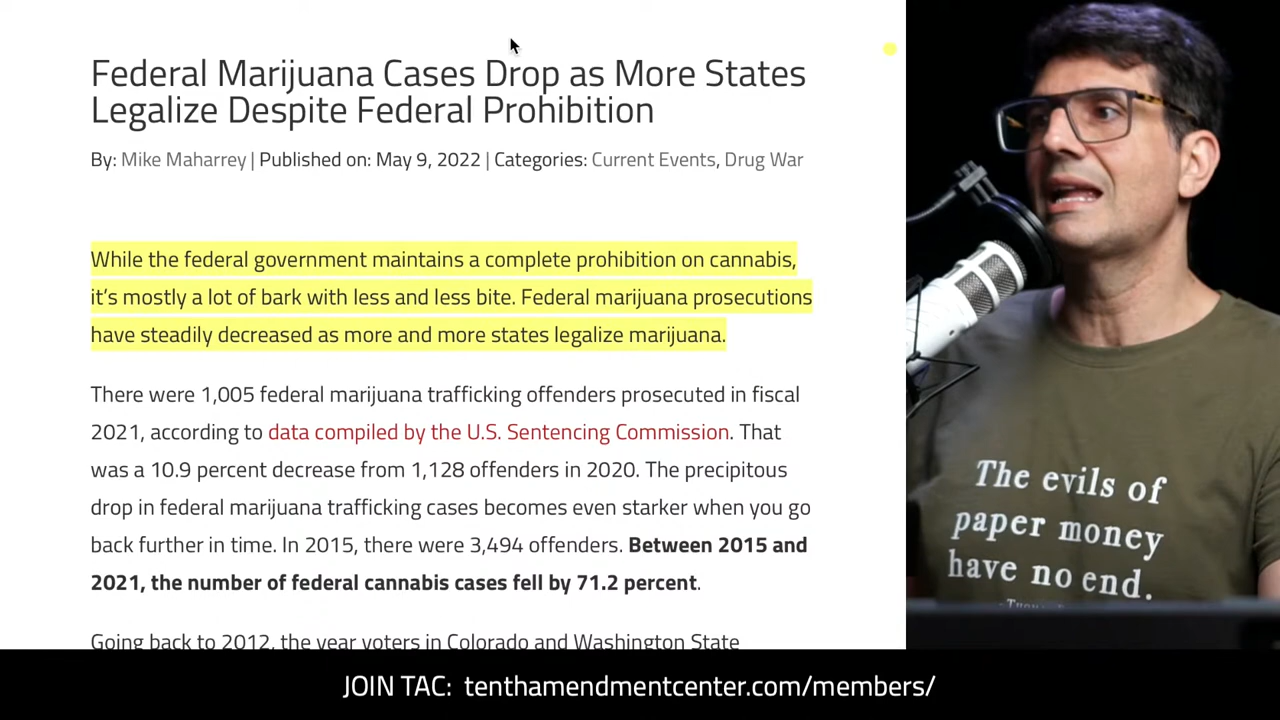 Federal Marijuana Cases Drop as More States
Legalize Despite Federal Prohibition
By: Mike Maharrey | Published on: May 9, 2022 | Categories: Current Events, Drug War
While the federal government maintains a complete prohibition on cannabis,
it’s mostly a lot of bark with less and less bite. Federal marijuana prosecutions
have steadily decreased as more and more states legalize marijuana.
There were 1,005 federal marijuana trafficking offenders prosecuted in fiscal
2021, according to data compiled by the U.S. Sentencing Commission. That
was a 10.9 percent decrease from 1,128 offenders in 2020. The precipitous
drop in federal marijuana trafficking cases becomes even starker when you go
back further in time. In 2015, there were 3,494 offenders. Between 2015 and
2021, the number of federal cannabis cases fell by 71.2 percent.
Going back to 2012, the year voters in Colorado and Washington State
The evils of
paper money
have no end.
JOIN TAC: tenthamendmentcenter.com/members/